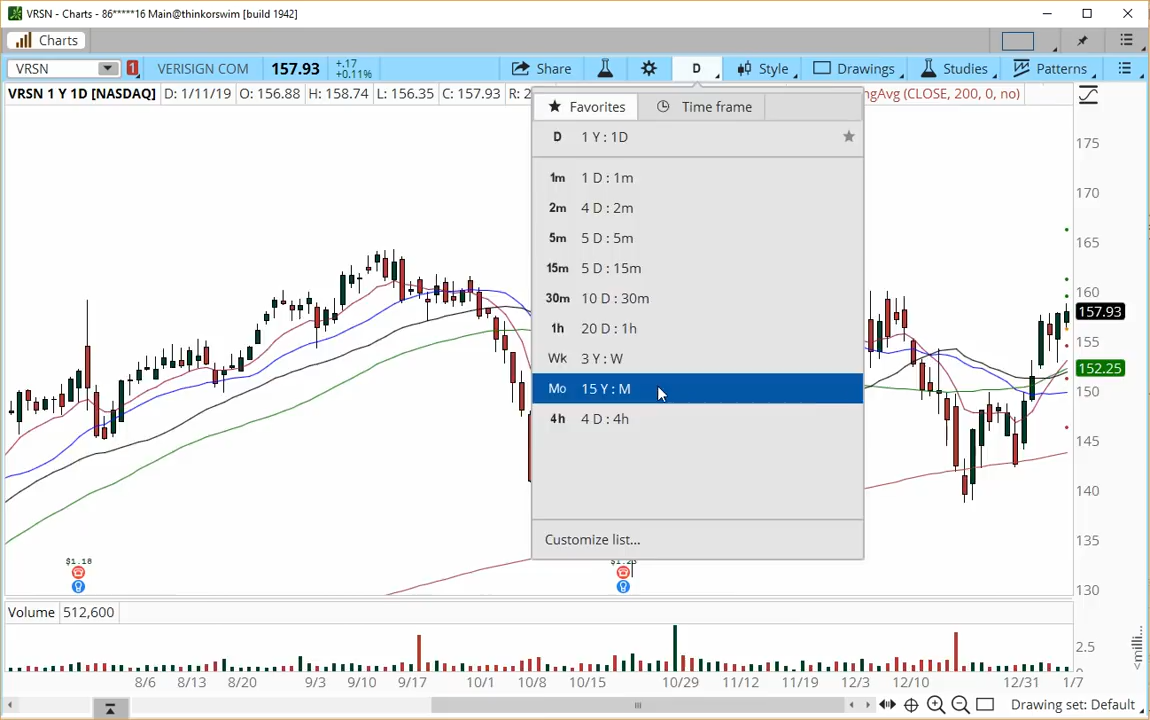 VRSN - Charts - 86*****16 Main@thinkorswim [build 1942]
Charts
VRSN 1 VERISIGN COM 157.93 +.17 +0.11% Share D Style Drawings Studies Patterns
VRSN 1 Y 1D [NASDAQ] D: 1/11/19 O: 156.88 H: 158.74 L: 156.35 C: 157.93 R: 2 ngAvg (CLOSE, 200, 0, no)
Favorites Time frame
D 1 Y : 1D
1m 1 D : 1m
2m 4 D : 2m
5m 5 D : 5m
15m 5 D : 15m
30m 10 D : 30m
1h 20 D : 1h
Wk 3 Y : W
Mo 15 Y : M
4h 4 D : 4h
Customize list...
175
170
165
160
157.93
155
152.25
150
145
140
135
130
$1.10
$1.23
Volume 512,600
2.5
<milli...
8/6 8/13 8/20 9/3 9/10 9/17 10/1 10/8 10/15 10/29 11/12 11/19 12/10 12/31 1/7
Drawing set: Default